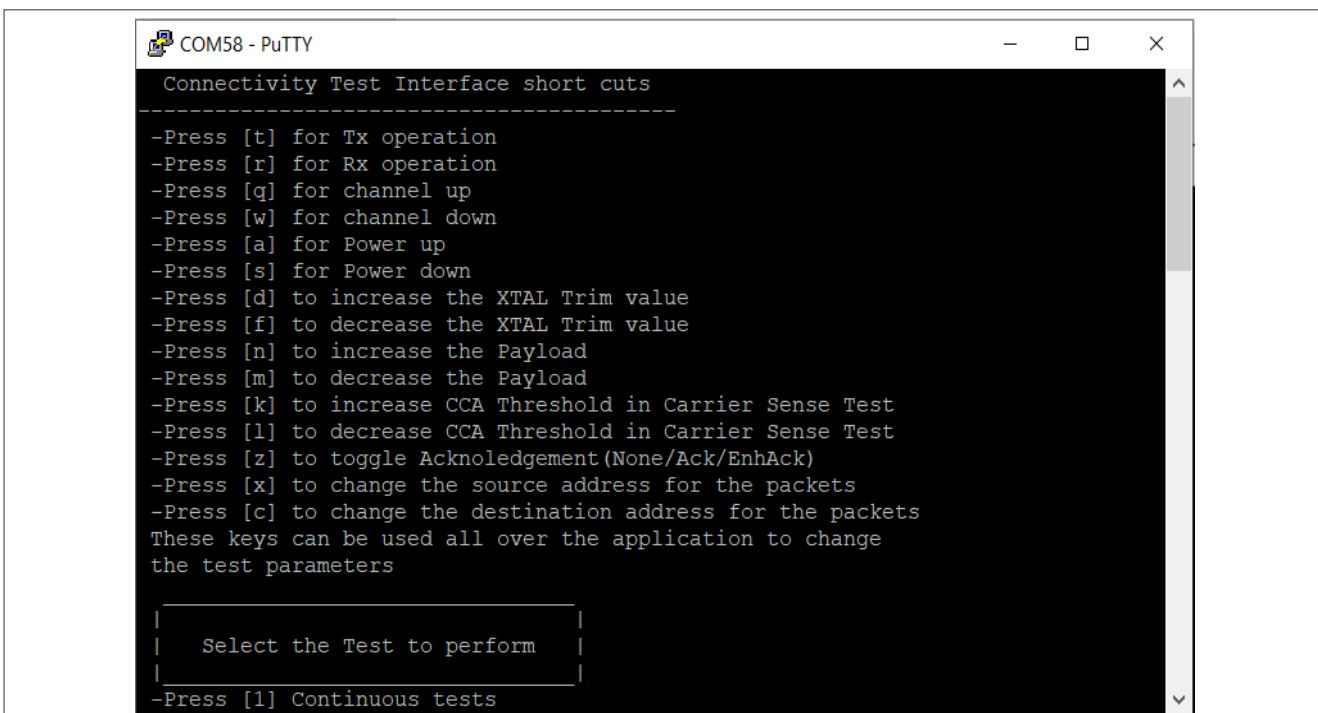 COM58 - PuTTY
Connectivity Test Interface short cuts
-----------------------------------------
-Press [t] for Tx operation
-Press [r] for Rx operation
-Press [q] for channel up
-Press [w] for channel down
-Press [a] for Power up
-Press [s] for Power down
-Press [d] to increase the XTAL Trim value
-Press [f] to decrease the XTAL Trim value
-Press [n] to increase the Payload
-Press [m] to decrease the Payload
-Press [k] to increase CCA Threshold in Carrier Sense Test
-Press [l] to decrease CCA Threshold in Carrier Sense Test
-Press [z] to toggle Acknoledgement(None/Ack/EnhAck)
-Press [x] to change the source address for the packets
-Press [c] to change the destination address for the packets
These keys can be used all over the application to change
the test parameters
Select the Test to perform
-Press [1] Continuous tests